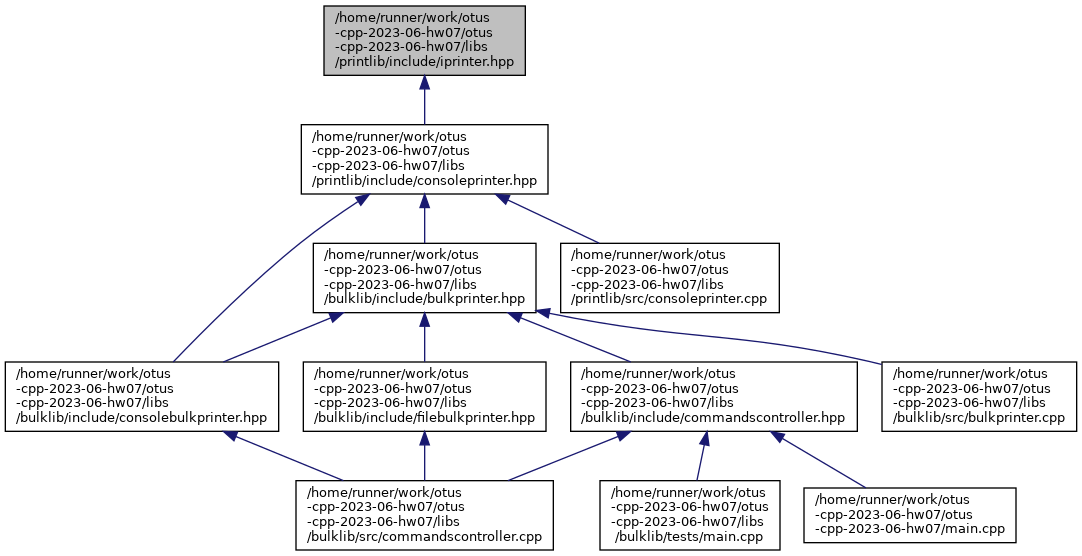 /home/runner/work/otus
-cpp-2023-06-hw07/otus
-cpp-2023-06-hw07/libs
/printlib/include/iprinter.hpp
/home/runner/work/otus
-cpp-2023-06-hw07/otus
-cpp-2023-06-hw07/libs
/printlib/include/consoleprinter.hpp
/home/runner/work/otus
-cpp-2023-06-hw07/otus
-cpp-2023-06-hw07/libs
/bulklib/include/bulkprinter.hpp
/home/runner/work/otus
-cpp-2023-06-hw07/otus
-cpp-2023-06-hw07/libs
/printlib/src/consoleprinter.cpp
/home/runner/work/otus
-cpp-2023-06-hw07/otus
-cpp-2023-06-hw07/libs
/bulklib/include/consolebulkprinter.hpp
/home/runner/work/otus
-cpp-2023-06-hw07/otus
-cpp-2023-06-hw07/libs
/bulklib/include/filebulkprinter.hpp
/home/runner/work/otus
-cpp-2023-06-hw07/otus
-cpp-2023-06-hw07/libs
/bulklib/include/commandscontroller.hpp
/home/runner/work/otus
-cpp-2023-06-hw07/otus
-cpp-2023-06-hw07/libs
/bulklib/src/bulkprinter.cpp
/home/runner/work/otus
-cpp-2023-06-hw07/otus
-cpp-2023-06-hw07/libs
/bulklib/src/commandscontroller.cpp
/home/runner/work/otus
-cpp-2023-06-hw07/otus
-cpp-2023-06-hw07/libs
/bulklib/tests/main.cpp
/home/runner/work/otus
-cpp-2023-06-hw07/otus
-cpp-2023-06-hw07/main.cpp